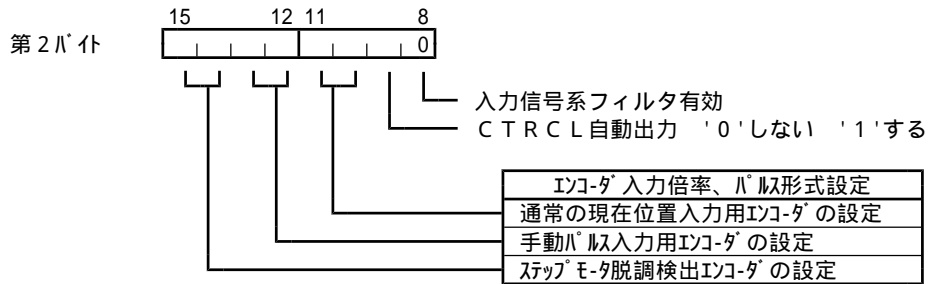 15 12 11 8
第２ﾊﾞｲﾄ
0
入力信号系フィルタ有効
ＣＴＲＣＬ自動出力 '０'しない '１'する
ｴﾝｺｰﾀﾞ入力倍率、ﾊﾟﾙｽ形式設定
通常の現在位置入力用ｴﾝｺｰﾀﾞの設定
手動ﾊﾟﾙｽ入力用ｴﾝｺｰﾀﾞの設定
ｽﾃｯﾌﾟﾓｰﾀ脱調検出ｴﾝｺｰﾀﾞの設定